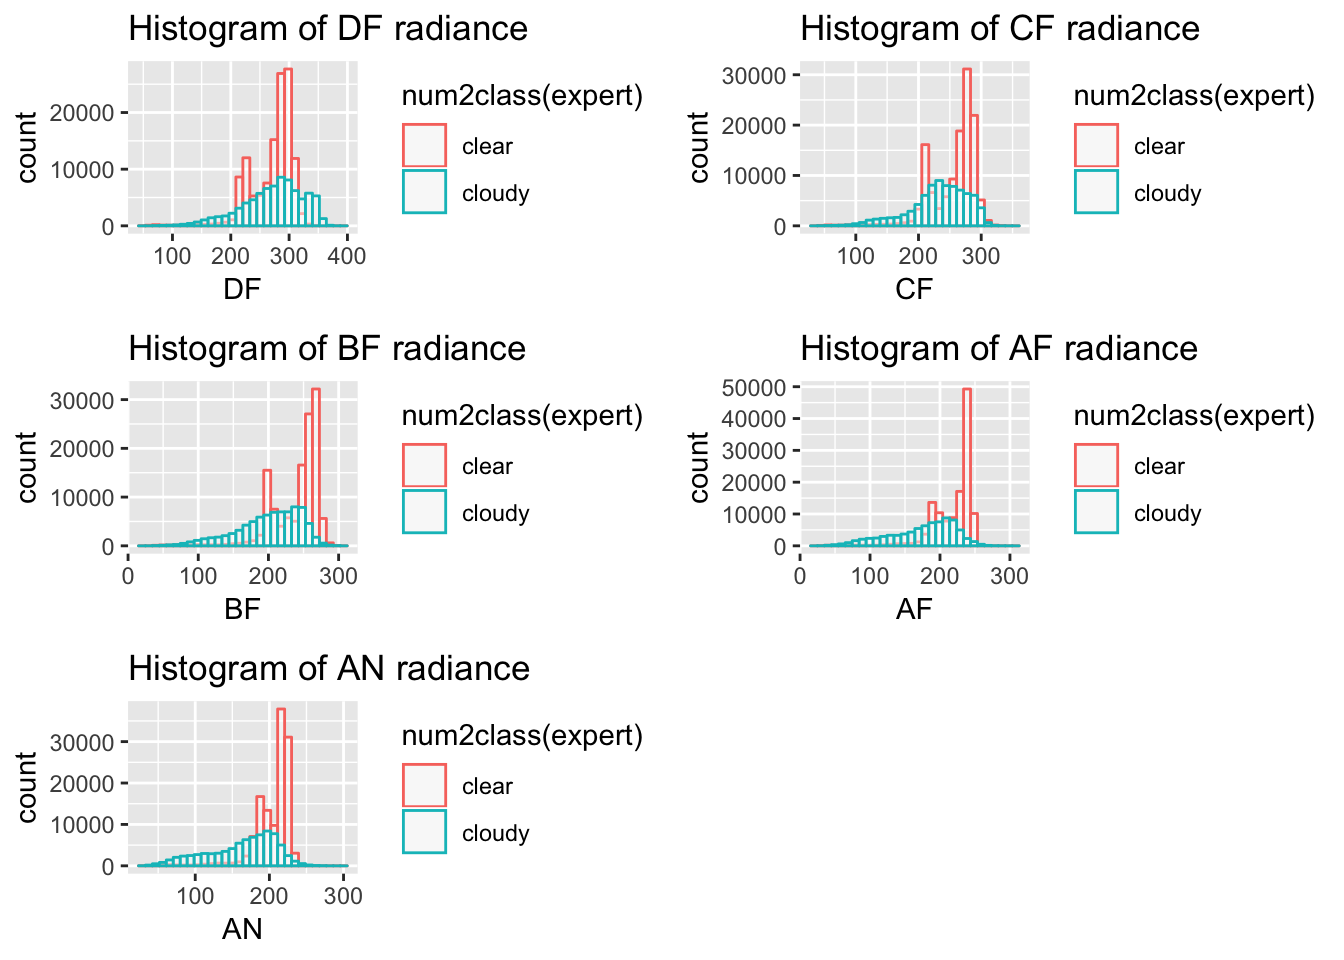 Histogram of DF radiance
count
20000
10000
0
100 200 300 400
DF
num2class(expert)
clear
cloudy
Histogram of CF radiance
count
30000
20000
10000
0
100 200 300
CF
num2class(expert)
clear
cloudy
Histogram of BF radiance
count
30000
20000
10000
0
0 100 200 300
BF
num2class(expert)
clear
cloudy
Histogram of AF radiance
count
50000
40000
30000
20000
10000
0
0 100 200 300
AF
num2class(expert)
clear
cloudy
Histogram of AN radiance
count
30000
20000
10000
0
100 200 300
AN
num2class(expert)
clear
cloudy